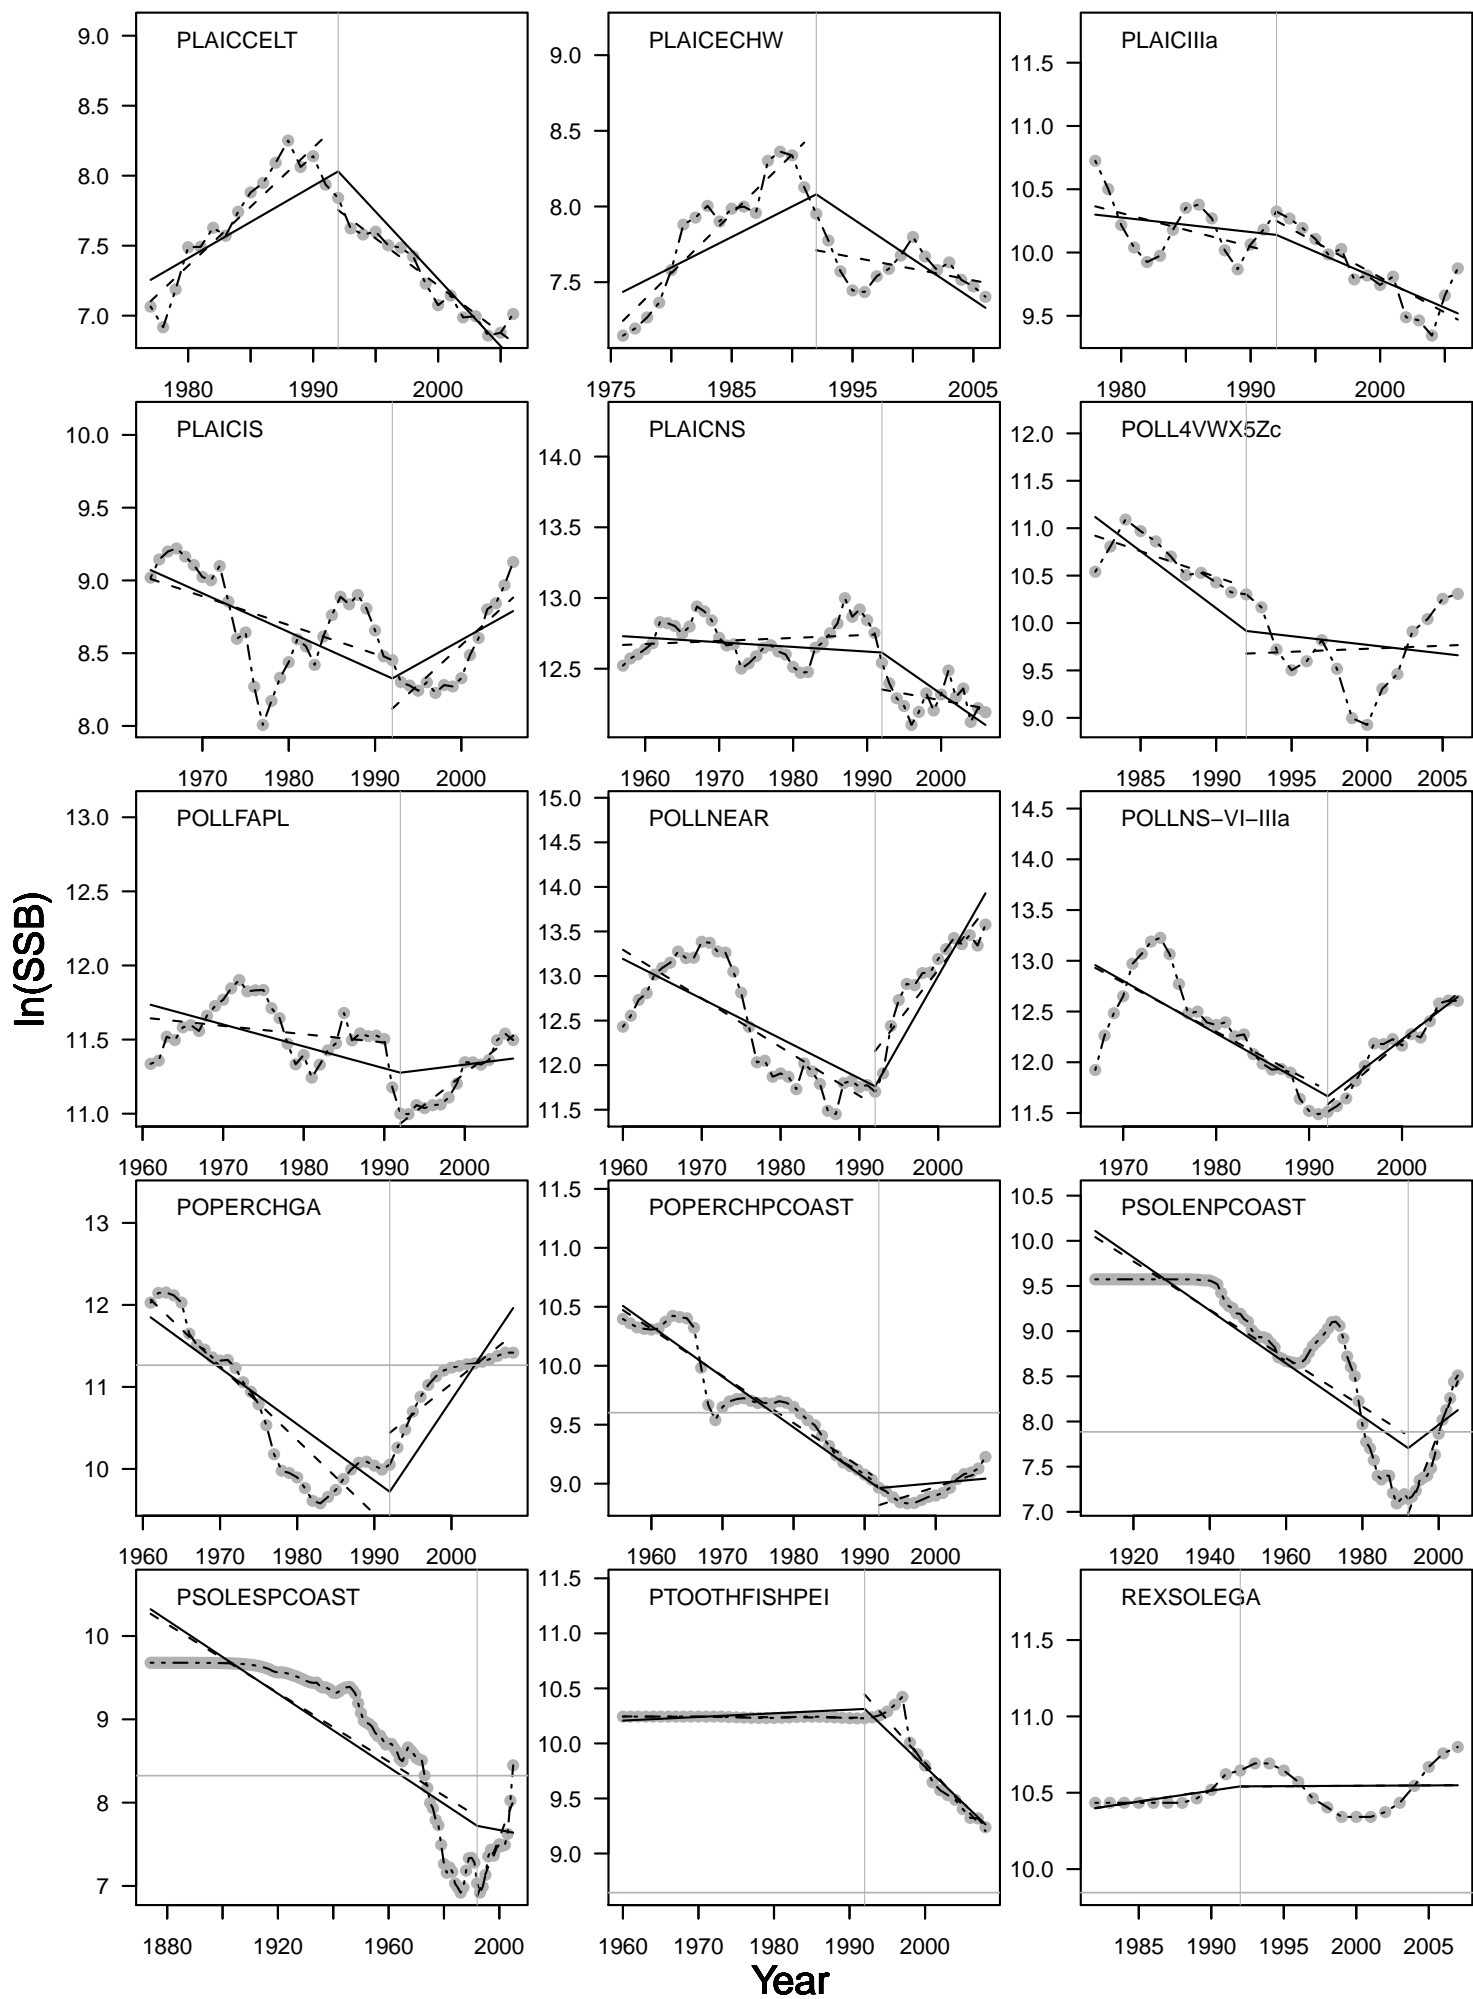 PLAICCELT
9.0
8.5
8.0
7.5
7.0
1980 1990 2000
PLAICECHW
9.0
8.5
8.0
7.5
1975 1985 1995 2005
PLAICIIIa
11.5
11.0
10.5
10.0
9.5
1980 1990 2000
PLAICIS
10.0
9.5
9.0
8.5
8.0
1970 1980 1990 2000
PLAICNS
14.0
13.5
13.0
12.5
1960 1970 1980 1990 2000
POLL4VWX5Zc
12.0
11.5
11.0
10.5
10.0
9.5
9.0
1985 1990 1995 2000 2005
POLLFAPL
13.0
12.5
12.0
11.5
11.0
1960 1970 1980 1990 2000
POLLNEAR
15.0
14.5
14.0
13.5
13.0
12.5
12.0
11.5
1960 1970 1980 1990 2000
POLLNS−VI−IIIa
14.5
14.0
13.5
13.0
12.5
12.0
11.5
1970 1980 1990 2000
ln(SSB)
POPERCHGA
13
12
11
10
1960 1970 1980 1990 2000
POPERCHPCOAST
11.5
11.0
10.5
10.0
9.5
9.0
1960 1970 1980 1990 2000
PSOLENPCOAST
10.5
10.0
9.5
9.0
8.5
8.0
7.5
7.0
1920 1940 1960 1980 2000
PSOLESPCOAST
10
9
8
7
1880 1920 1960 2000
PTOOTHFISHPEI
11.5
11.0
10.5
10.0
9.5
9.0
1960 1970 1980 1990 2000
REXSOLEGA
11.5
11.0
10.5
10.0
1985 1990 1995 2000 2005
Year